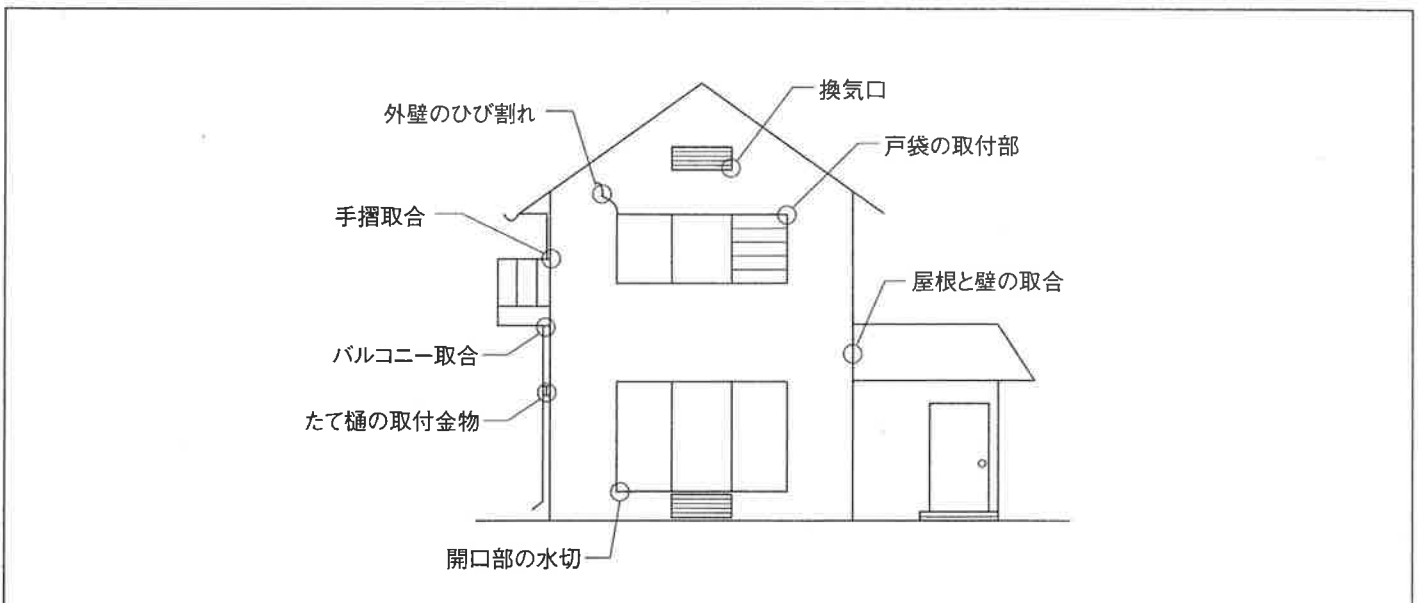 換気口
外壁のひび割れ
戸袋の取付部
手摺取合
屋根と壁の取合
バルコニー取合
たて樋の取付金物
開口部の水切